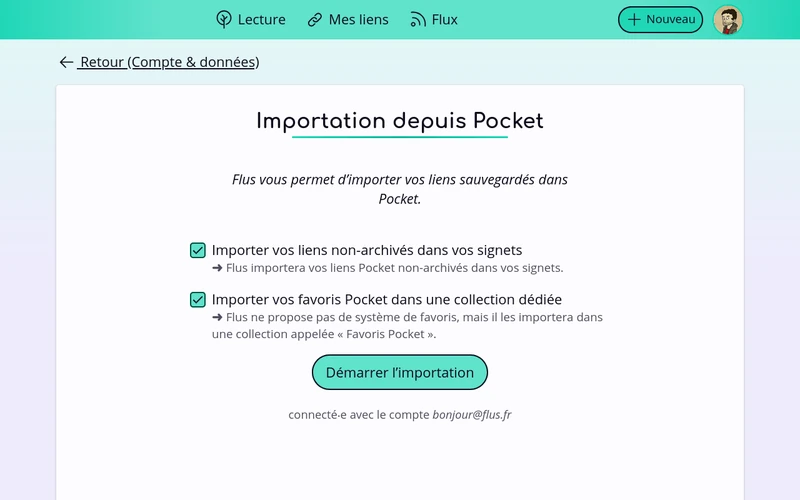 Lecture
Mes liens
Flux
Nouveau
Retour (Compte & données)
Importation depuis Pocket
Flus vous permet d’importer vos liens sauvegardés dans
Pocket.
Importer vos liens non-archivés dans vos signets
➜ Flus importera vos liens Pocket non-archivés dans vos signets.
Importer vos favoris Pocket dans une collection dédiée
➜ Flus ne propose pas de système de favoris, mais il les importera dans
une collection appelée « Favoris Pocket ».
Démarrer l’importation
connecté·e avec le compte bonjour@flus.fr